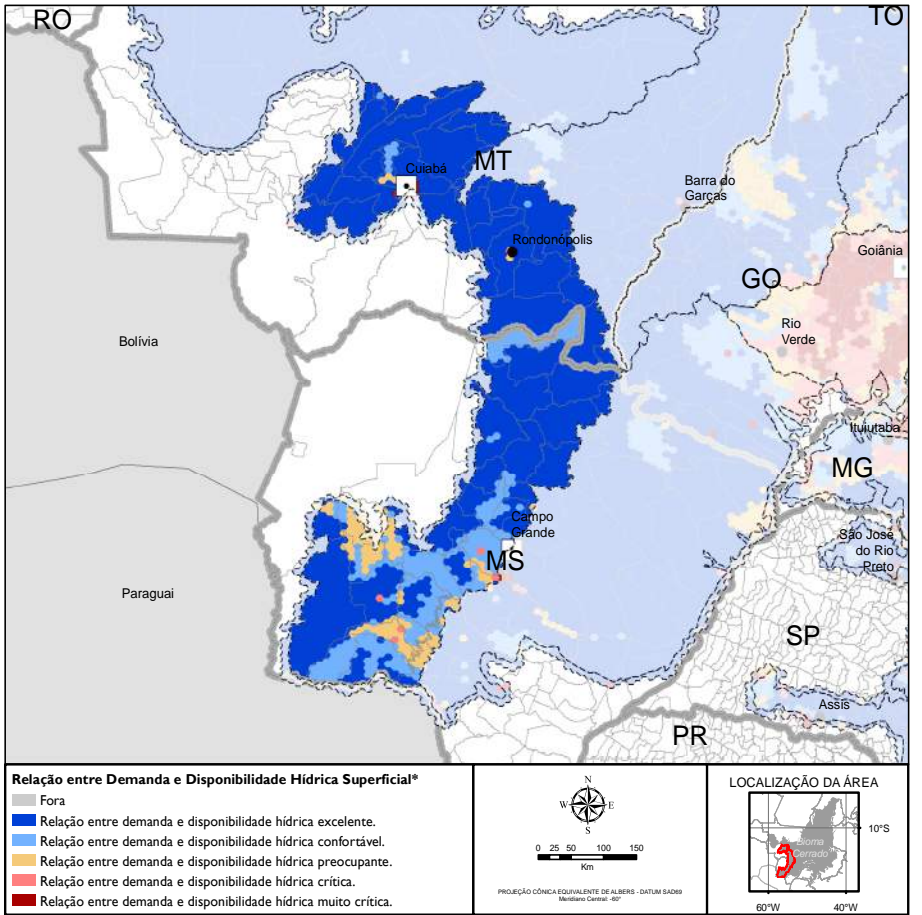 RO
TO
MT
Cuiabá
Barra do
Garças
Rondonópolis
Goiânia
GO
Rio
Verde
Bolívia
Ituiutaba
MG
Campo
Grande
São José
do Rio
Preto
MS
Paraguai
SP
Assis
PR
Relação entre Demanda e Disponibilidade Hídrica Superficial*
Fora
Relação entre demanda e disponibilidade hídrica excelente.
Relação entre demanda e disponibilidade hídrica confortável.
Relação entre demanda e disponibilidade hídrica preocupante.
Relação entre demanda e disponibilidade hídrica crítica.
Relação entre demanda e disponibilidade hídrica muito crítica.
N
W E
S
0 25 50 100 150
Km
PROJEÇÃO CÔNICA EQUIVALENTE DE ALBERS - DATUM SAD69
Meridiano Central: -60°
LOCALIZAÇÃO DA ÁREA
10°S
Bioma
Cerrado
60°W 40°W